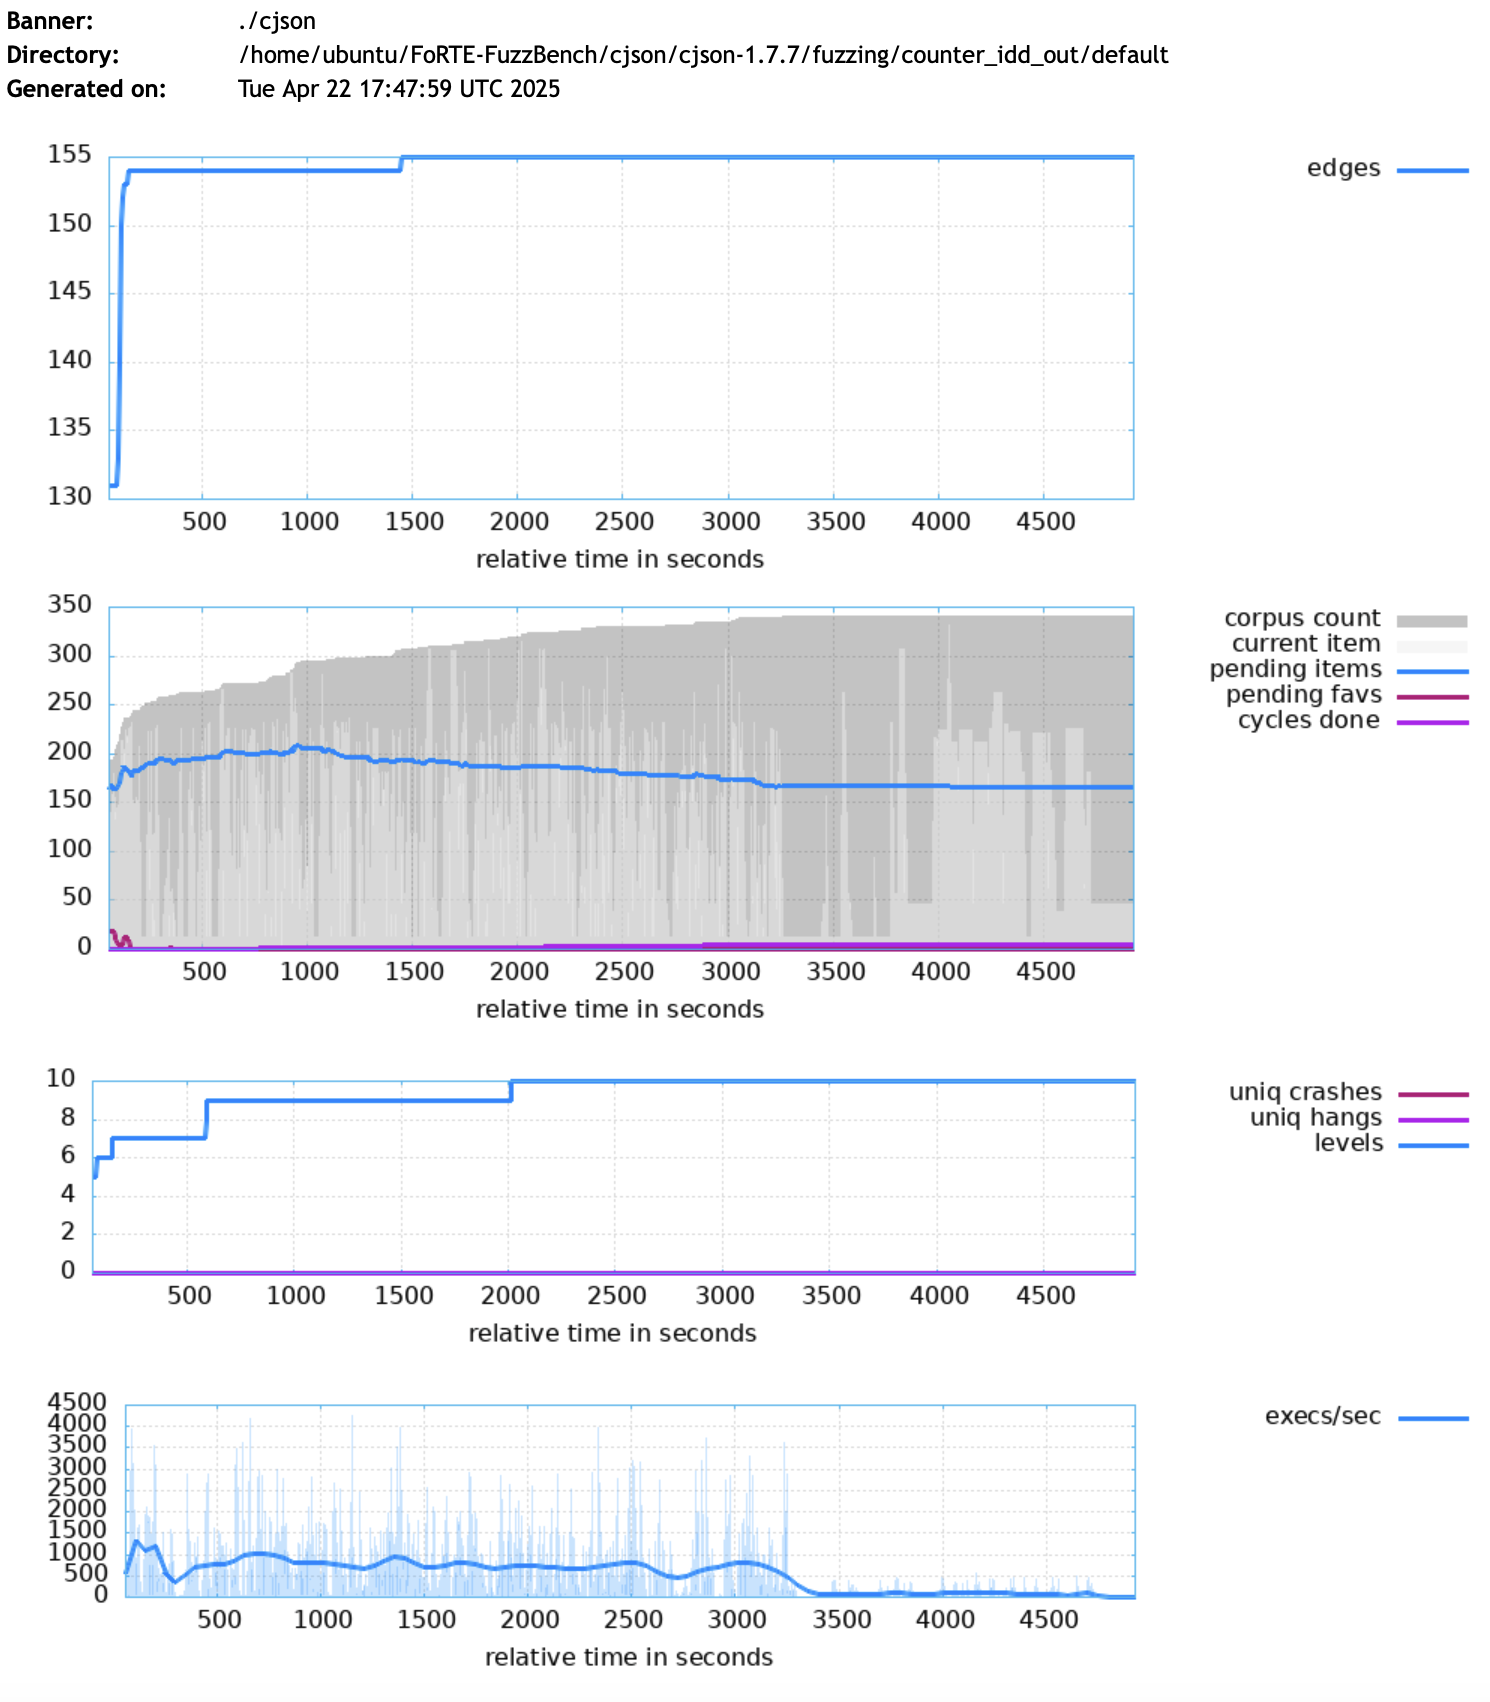 Banner: ./cjson
Directory: /home/ubuntu/FoRTE-FuzzBench/cjson/cjson-1.7.7/fuzzing/counter_idd_out/default
Generated on: Tue Apr 22 17:47:59 UTC 2025
155
150
145
140
135
130
500 1000 1500 2000 2500 3000 3500 4000 4500
relative time in seconds
edges
350
300
250
200
150
100
50
0
500 1000 1500 2000 2500 3000 3500 4000 4500
relative time in seconds
corpus count
current item
pending items
pending favs
cycles done
10
8
6
4
2
0
500 1000 1500 2000 2500 3000 3500 4000 4500
relative time in seconds
uniq crashes
uniq hangs
levels
4500
4000
3500
3000
2500
2000
1500
1000
500
0
500 1000 1500 2000 2500 3000 3500 4000 4500
relative time in seconds
execs/sec